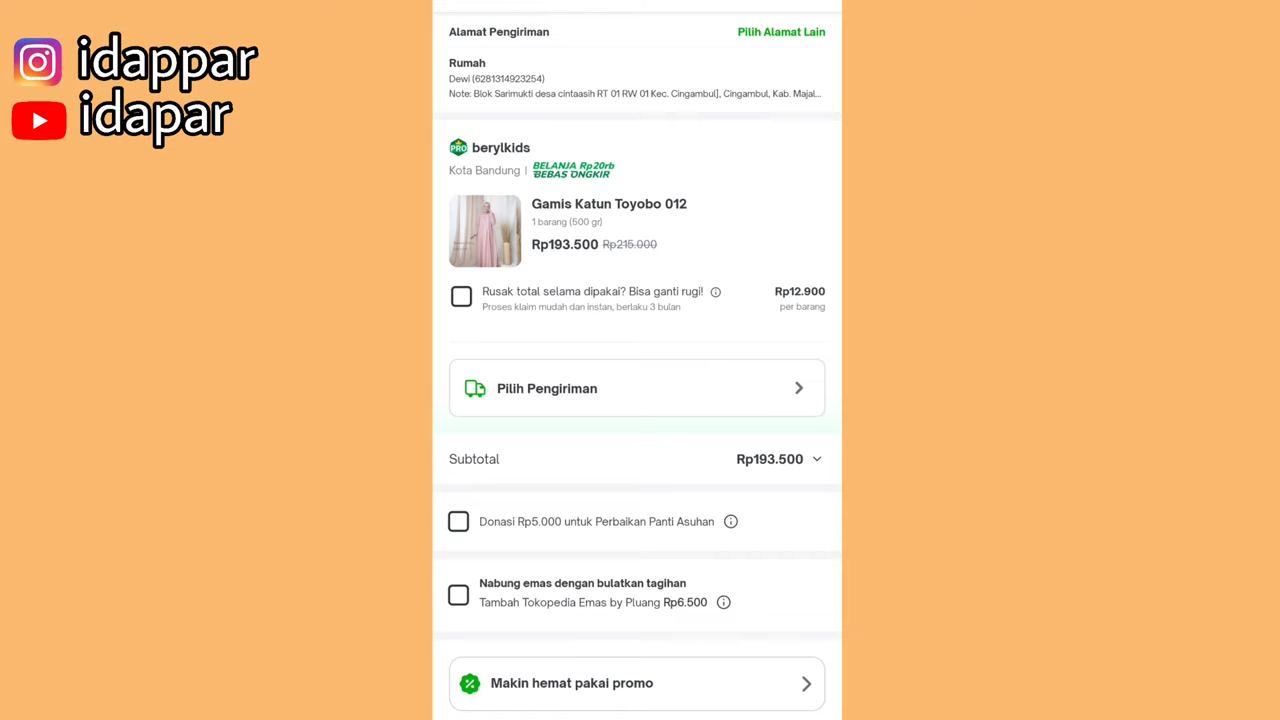 idappar
idapar
Alamat Pengiriman
Pilih Alamat Lain
Rumah
Dewi (6281314923254)
Note: Blok Sarimukti desa cintaasih RT 01 RW 01 Kec. Cingambul], Cingambul, Kab. Majal...
PRO berylkids
Kota Bandung |
BELANJA Rp20rb
BEBAS ONGKIR
Gamis Katun Toyobo 012
1 barang (500 gr)
Rp193.500 Rp215.000
Rusak total selama dipakai? Bisa ganti rugi!
Rp12.900
Proses klaim mudah dan instan, berlaku 3 bulan
per barang
Pilih Pengiriman
Subtotal
Rp193.500
Donasi Rp5.000 untuk Perbaikan Panti Asuhan
Nabung emas dengan bulatkan tagihan
Tambah Tokopedia Emas by Pluang Rp6.500
Makin hemat pakai promo